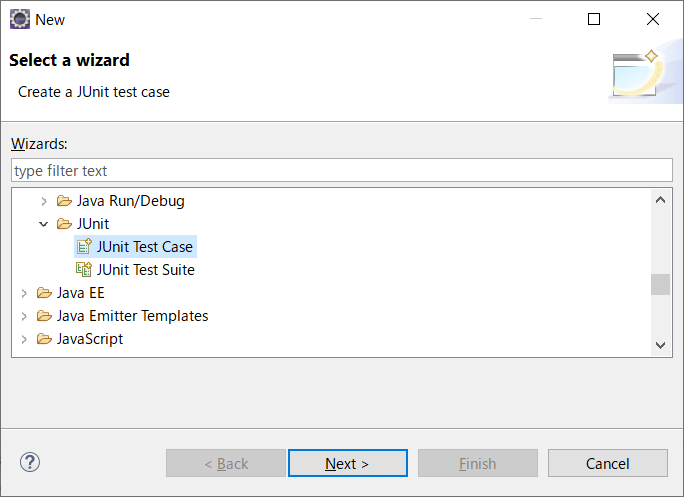 New
Select a wizard
Create a JUnit test case
Wizards:
type filter text
Java Run/Debug
JUnit
JUnit Test Case
JUnit Test Suite
Java EE
Java Emitter Templates
JavaScript
? < Back Next > Finish Cancel